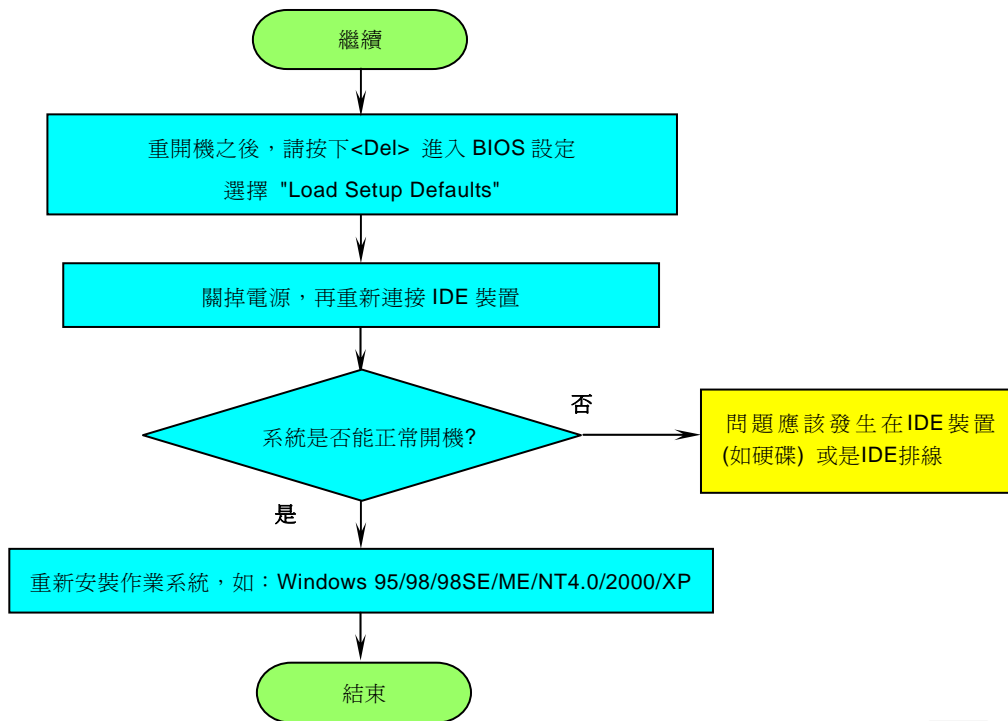 繼續
重開機之後，請按下<Del> 進入 BIOS 設定
選擇 "Load Setup Defaults"
關掉電源，再重新連接 IDE 裝置
系統是否能正常開機?
否
問題應該發生在IDE裝置
(如硬碟) 或是IDE排線
是
重新安裝作業系統，如：Windows 95/98/98SE/ME/NT4.0/2000/XP
結束